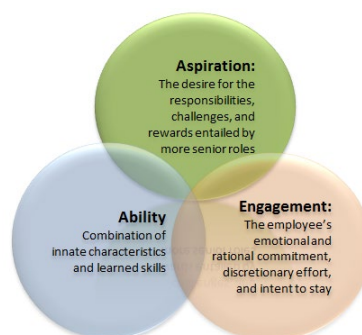 Aspiration:
The desire for the
responsibilities,
challenges, and
rewards entailed by
more senior roles
Ability
Combination of
innate characteristics
and learned skills
Engagement:
The employee's
emotional and
rational commitment,
discretionary effort,
and intent to stay